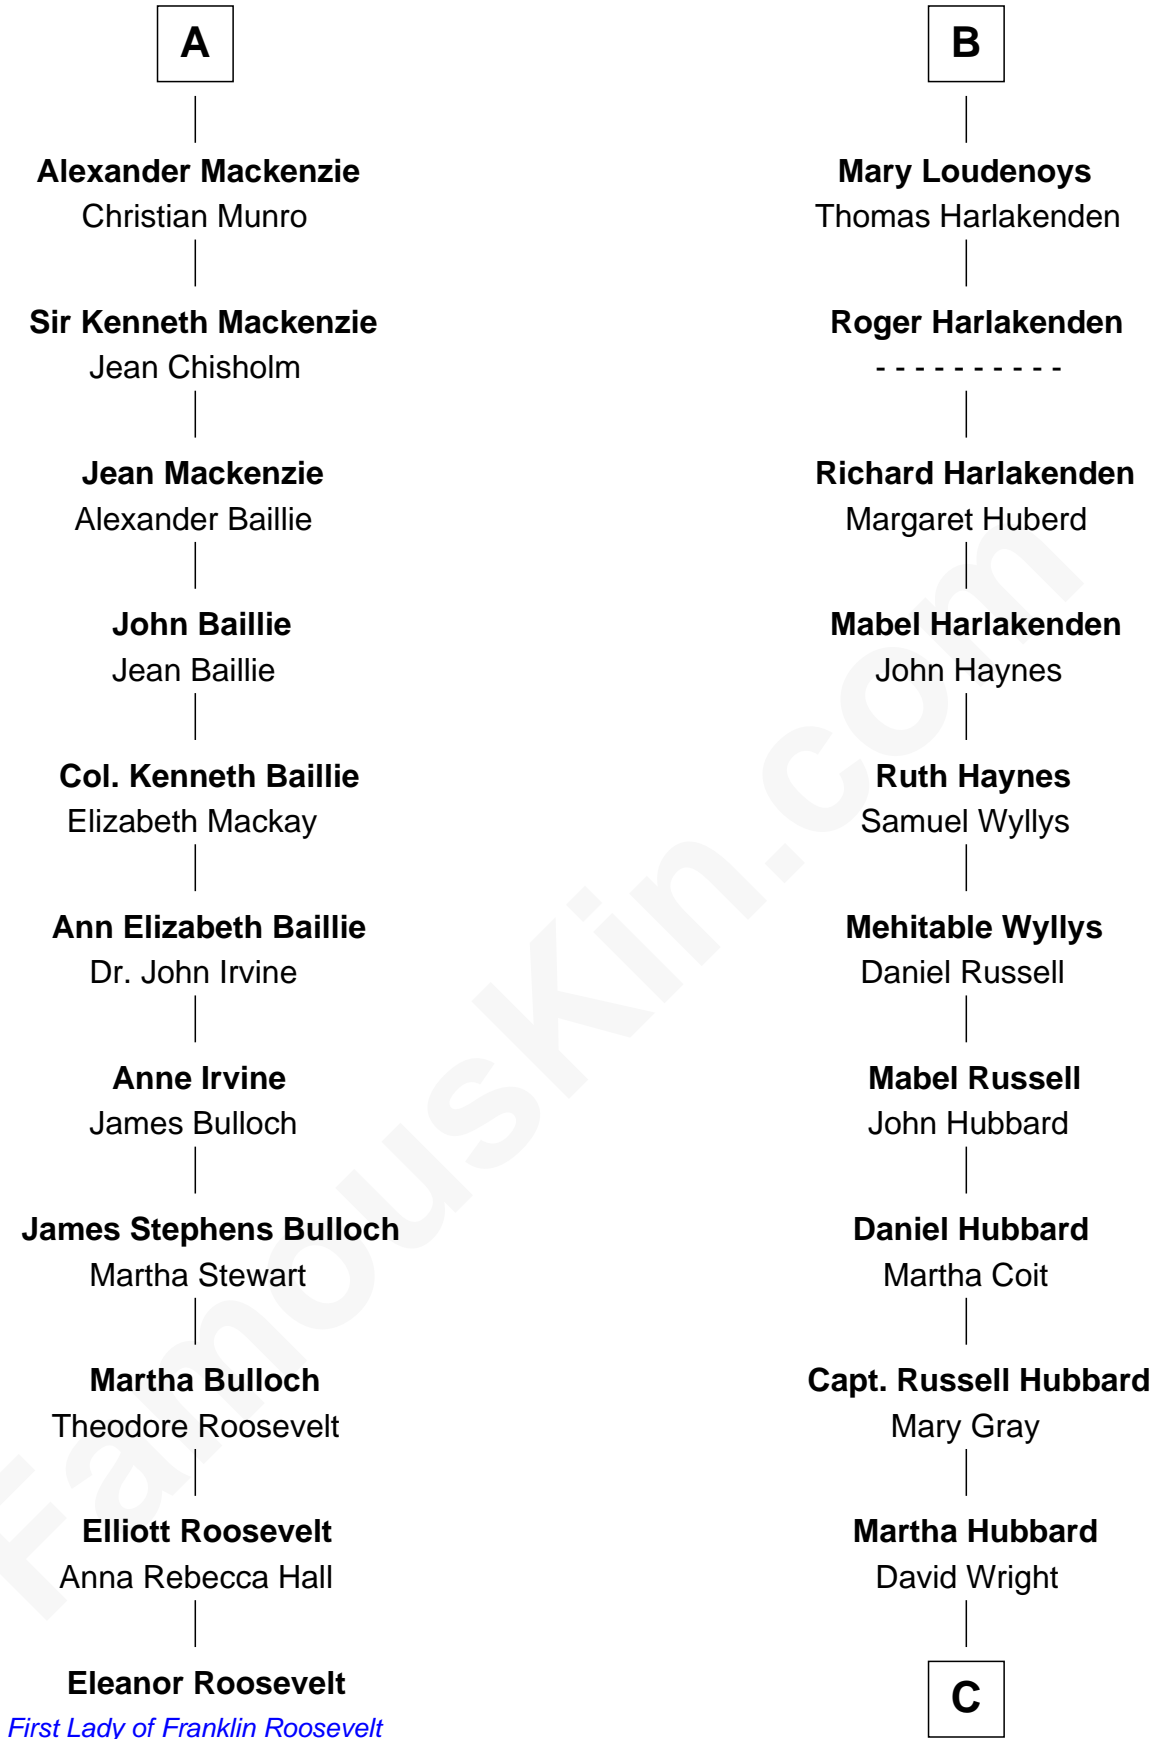 A
Alexander Mackenzie
Christian Munro
Sir Kenneth Mackenzie
Jean Chisholm
Jean Mackenzie
Alexander Baillie
John Baillie
Jean Baillie
Col. Kenneth Baillie
Elizabeth Mackay
Ann Elizabeth Baillie
Dr. John Irvine
Anne Irvine
James Bulloch
James Stephens Bulloch
Martha Stewart
Martha Bulloch
Theodore Roosevelt
Elliott Roosevelt
Anna Rebecca Hall
Eleanor Roosevelt
First Lady of Franklin Roosevelt
B
Mary Loudenoys
Thomas Harlakenden
Roger Harlakenden
- - - - - - - - - -
Richard Harlakenden
Margaret Huberd
Mabel Harlakenden
John Haynes
Ruth Haynes
Samuel Wyllys
Mehitable Wyllys
Daniel Russell
Mabel Russell
John Hubbard
Daniel Hubbard
Martha Coit
Capt. Russell Hubbard
Mary Gray
Martha Hubbard
David Wright
C
FamousKin.com